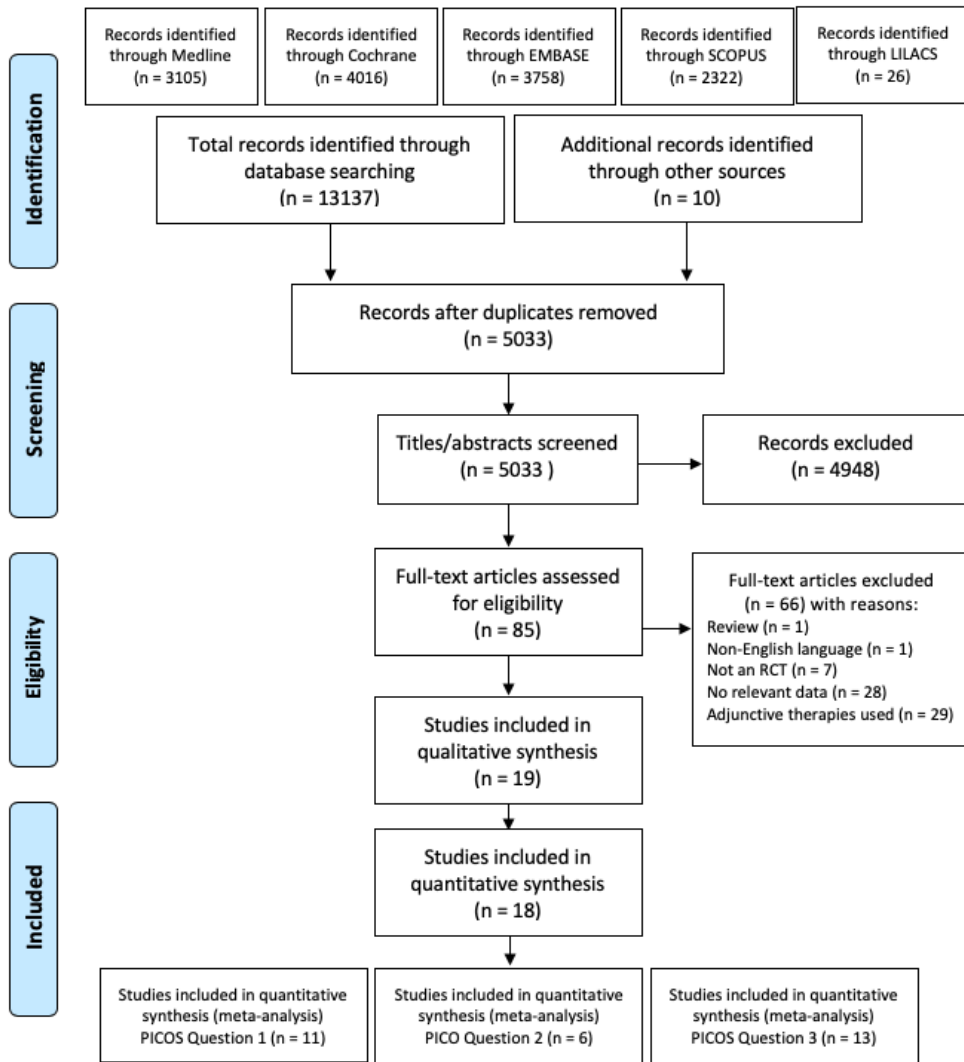 Identification
Records identified
through Medline
(n = 3105)
Records identified
through Cochrane
(n = 4016)
Records identified
through EMBASE
(n = 3758)
Records identified
through SCOPUS
(n = 2322)
Records identified
through LILACS
(n = 26)
Total records identified through
database searching
(n = 13137)
Additional records identified
through other sources
(n = 10)
Screening
Records after duplicates removed
(n = 5033)
Titles/abstracts screened
(n = 5033 )
Records excluded
(n = 4948)
Eligibility
Full-text articles assessed
for eligibility
(n = 85)
Full-text articles excluded
(n = 66) with reasons:
Review (n = 1)
Non-English language (n = 1)
Not an RCT (n = 7)
No relevant data (n = 28)
Adjunctive therapies used (n = 29)
Studies included in
qualitative synthesis
(n = 19)
Included
Studies included in
quantitative synthesis
(n = 18)
Studies included in quantitative
synthesis (meta-analysis)
PICOS Question 1 (n = 11)
Studies included in quantitative
synthesis (meta-analysis)
PICO Question 2 (n = 6)
Studies included in quantitative
synthesis (meta-analysis)
PICOS Question 3 (n = 13)